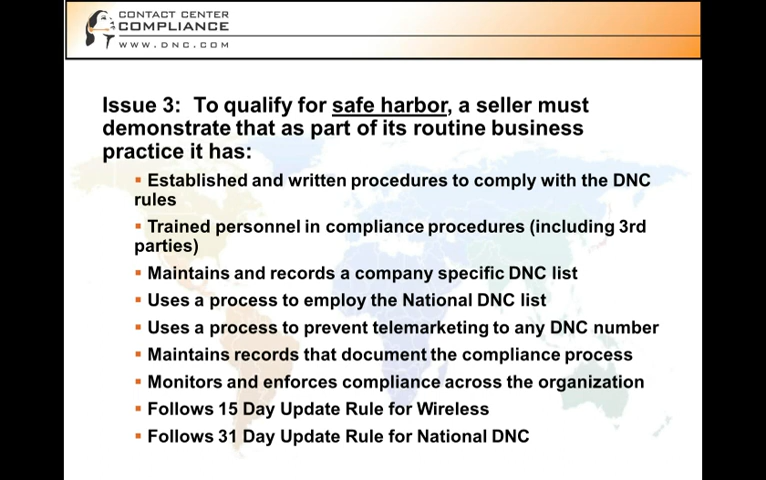 CONTACT CENTER
COMPLIANCE
WWW.DNC.COM
Issue 3: To qualify for safe harbor, a seller must
demonstrate that as part of its routine business
practice it has:
▪ Established and written procedures to comply with the DNC
rules
▪ Trained personnel in compliance procedures (including 3rd
parties)
▪ Maintains and records a company specific DNC list
▪ Uses a process to employ the National DNC list
▪ Uses a process to prevent telemarketing to any DNC number
▪ Maintains records that document the compliance process
▪ Monitors and enforces compliance across the organization
▪ Follows 15 Day Update Rule for Wireless
▪ Follows 31 Day Update Rule for National DNC